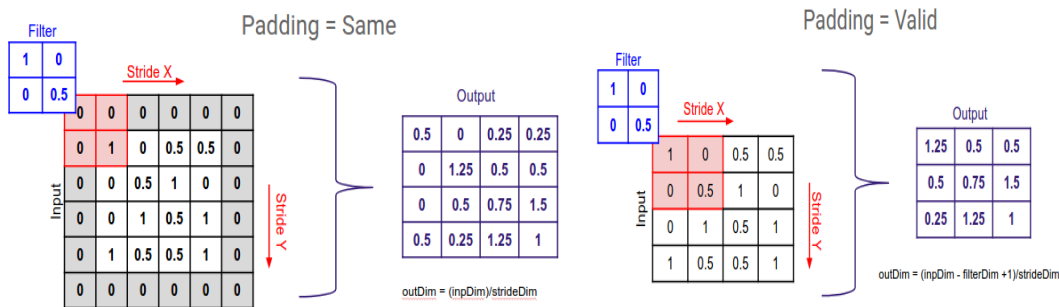 Padding = Same
Filter
1 0
0 0.5
Stride X
0 0 0 0 0 0
0 1 0 0.5 0.5 0
0 0 0.5 1 0 0
0 0 1 0.5 1 0
0 1 0.5 0.5 1 0
0 0 0 0 0 0
Input
Stride Y
Output
0.5 0 0.25 0.25
0 1.25 0.5 0.5
0 0.5 0.75 1.5
0.5 0.25 1.25 1
outDim = (inpDim)/strideDim
Padding = Valid
Filter
1 0
0 0.5
Stride X
1 0 0.5 0.5
0 0.5 1 0
0 1 0.5 1
1 0.5 0.5 1
Input
Stride Y
Output
1.25 0.5 0.5
0.5 0.75 1.5
0.25 1.25 1
outDim = (inpDim - filterDim +1)/strideDim